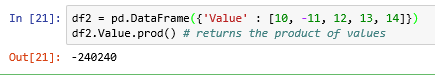 In [21]: df2 = pd.DataFrame({'Value' : [10, -11, 12, 13, 14]})
df2.Value.prod() # returns the product of values
Out[21]: -240240